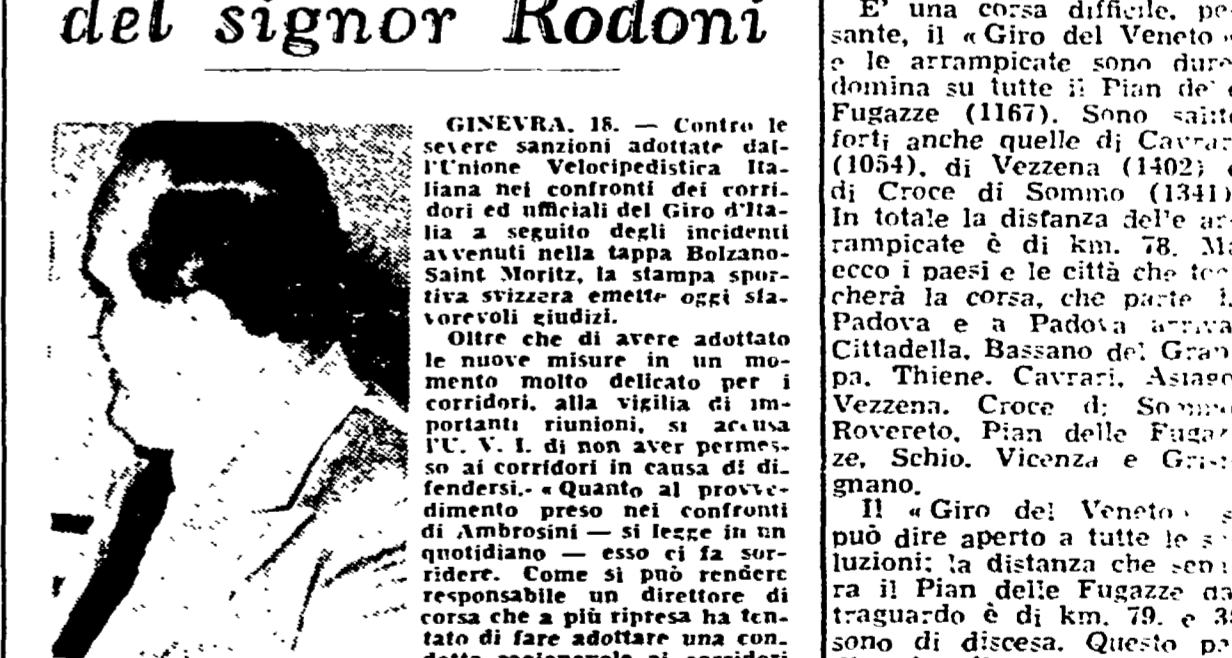 del signor Rodoni
GINEVRA, 18. — Contro le
severe sanzioni adottate dal-
l'Unione Velocipedistica Ita-
liana nei confronti dei corri-
dori ed ufficiali del Giro d'Ita-
lia a seguito degli incidenti
avvenuti nella tappa Bolzano-
Saint Moritz, la stampa spor-
tiva svizzera emette oggi sfa-
vorevoli giudizi.
Oltre che di avere adottato
le nuove misure in un mo-
mento molto delicato per i
corridori, alla vigilia di im-
portanti riunioni, si accusa
l'U. V. I. di non aver permes-
so ai corridori in causa di di-
fendersi.- « Quanto al provve-
dimento preso nei confronti
di Ambrosini — si legge in un
quotidiano — esso ci fa sor-
ridere. Come si può rendere
responsabile un direttore di
corsa che a più ripresa ha ten-
tato di fare adottare una con-
E' una corsa difficile, pe-
sante, il « Giro del Veneto »
e le arrampicate sono dure
domina su tutte il Pian de
Fugazze (1167). Sono
forti anche quelle di
(1054), di Vezzena (1402)
di Croce di Sommo (1341)
In totale la distanza delle ar-
rampicate è di km. 78. Ma
ecco i paesi e le città che
cherà la corsa, che parte
Padova e a Padova
Cittadella, Bassano del Grap-
pa, Thiene, Cavrari, Asiago
Vezzena, Croce di Sommo
Rovereto, Pian delle Fugaz-
ze, Schio, Vicenza e
gnano.
Il « Giro del Veneto »
può dire aperto a tutte le
luzioni: la distanza che
ra il Pian delle Fugazze
traguardo è di km. 79. e
sono di discesa. Questo